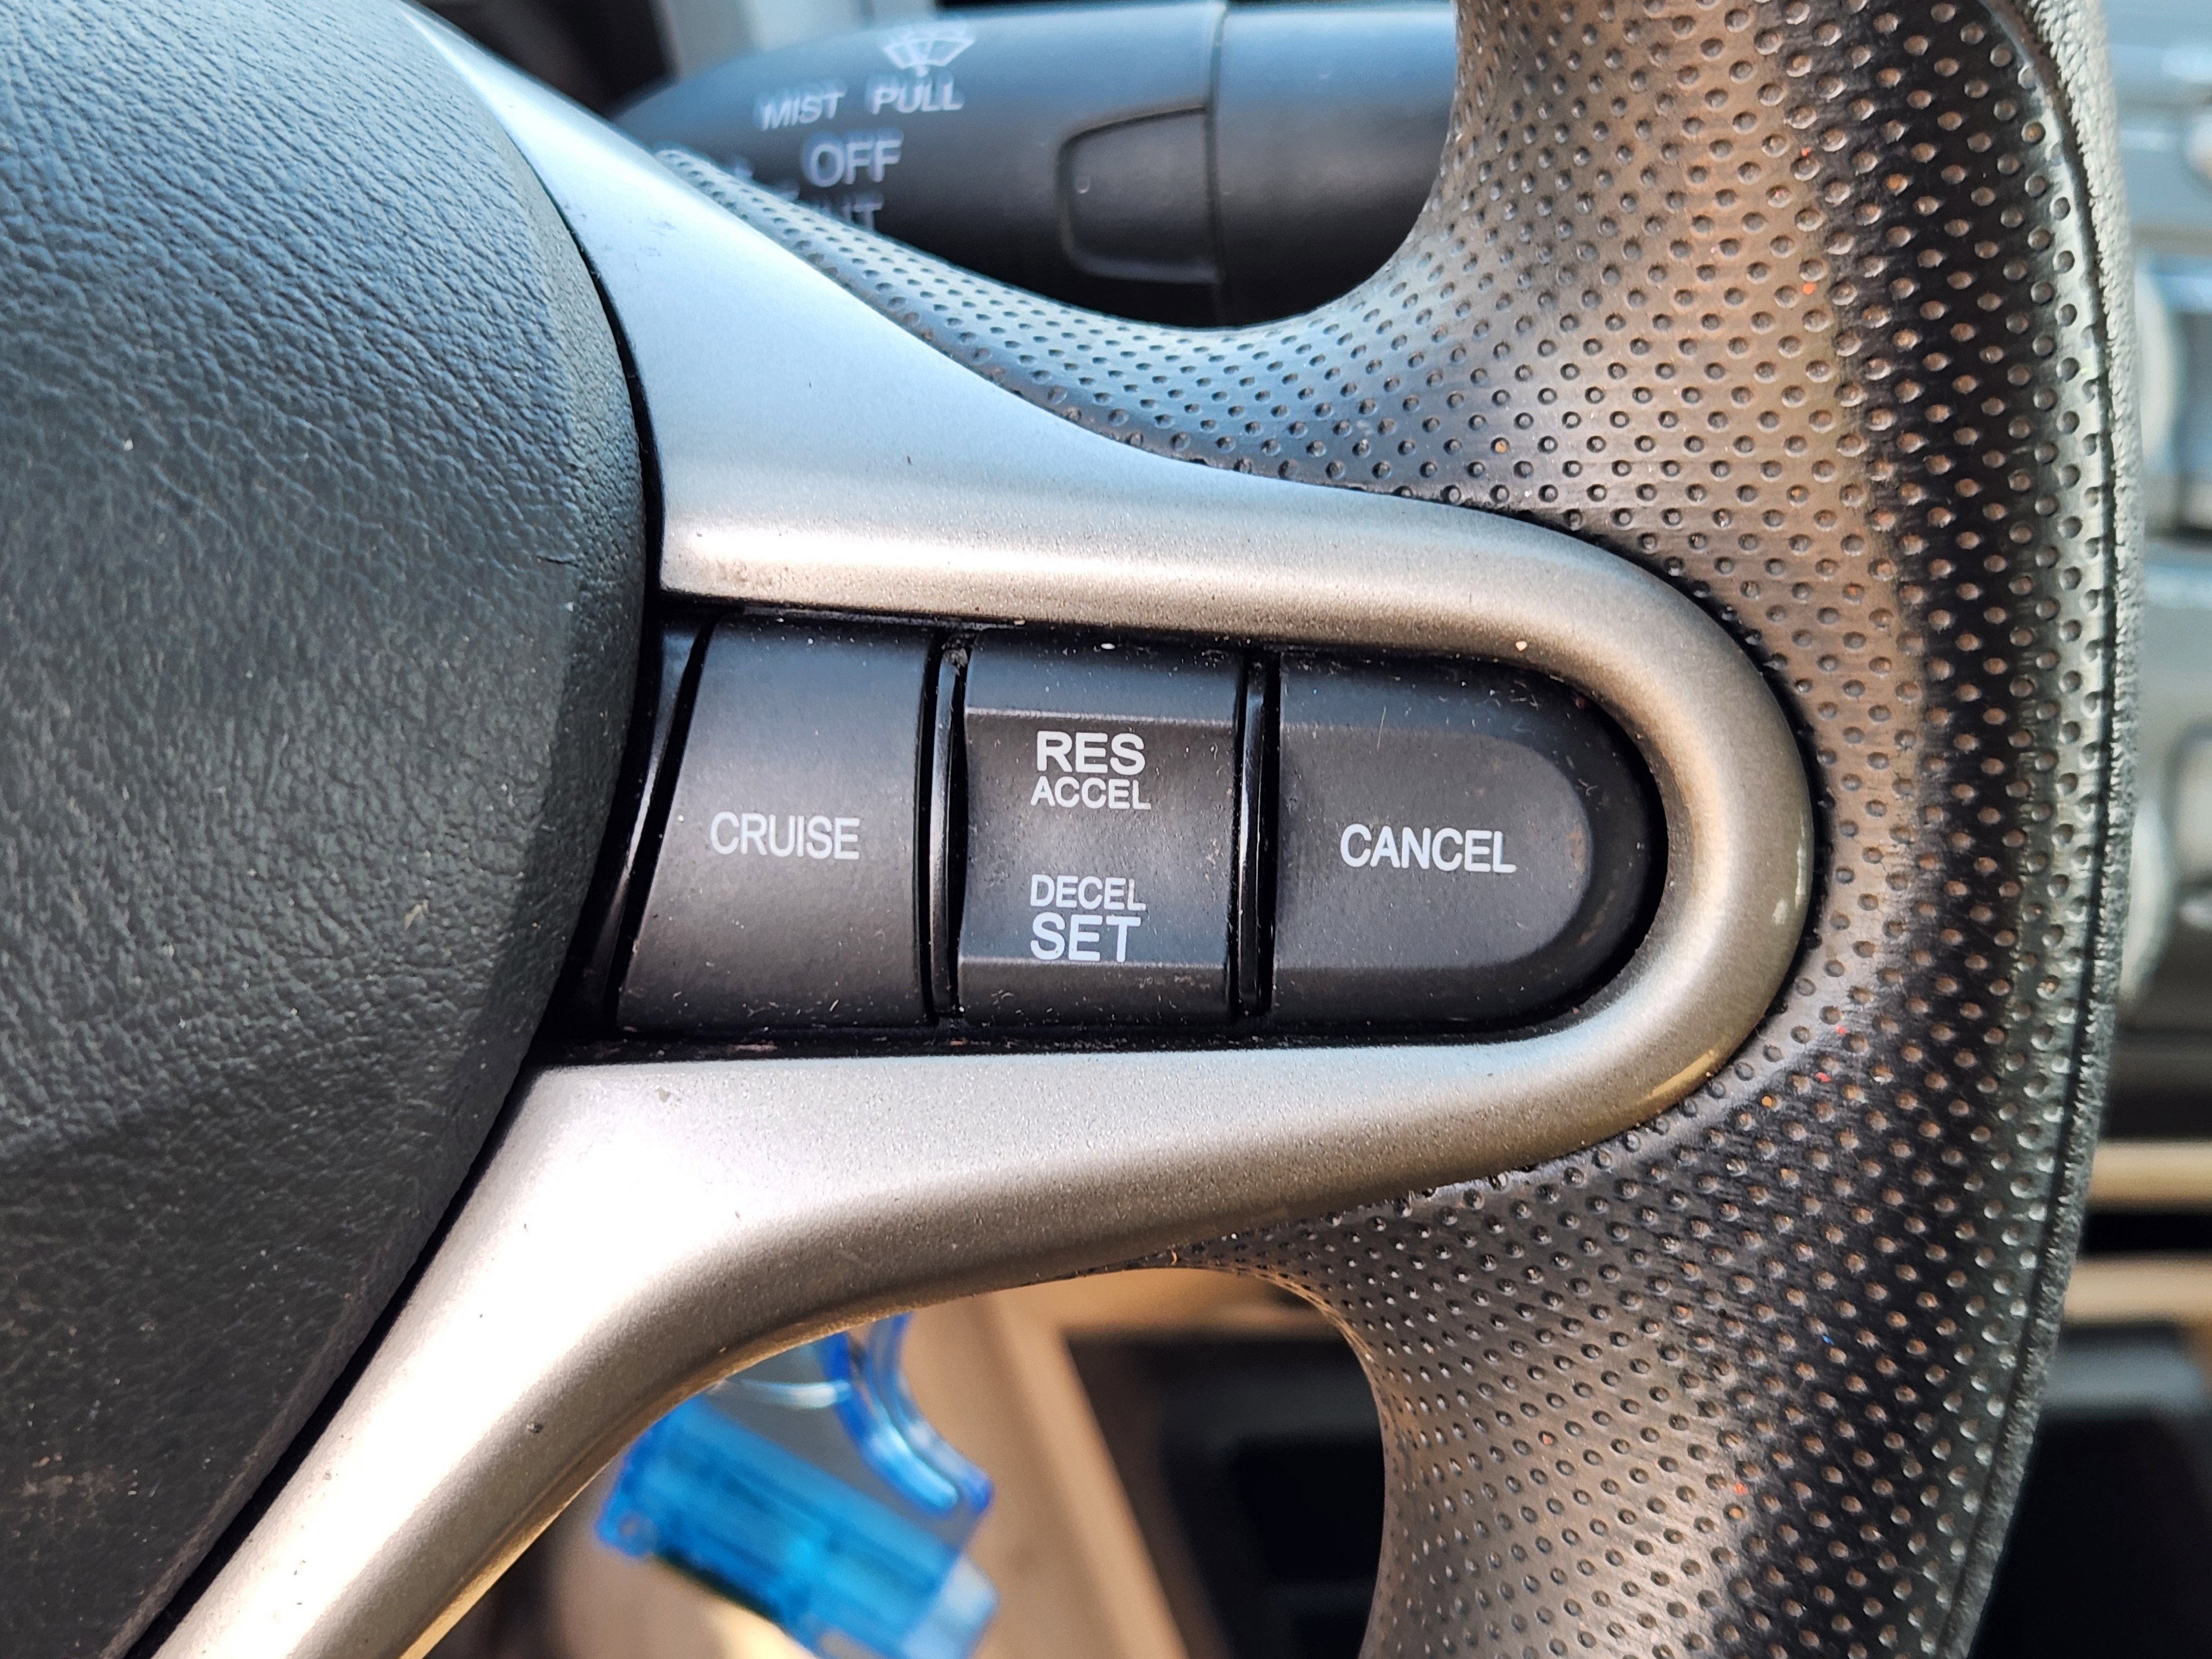 MIST PULL
OFF
CRUISE
RES
ACCEL
DECEL
SET
CANCEL